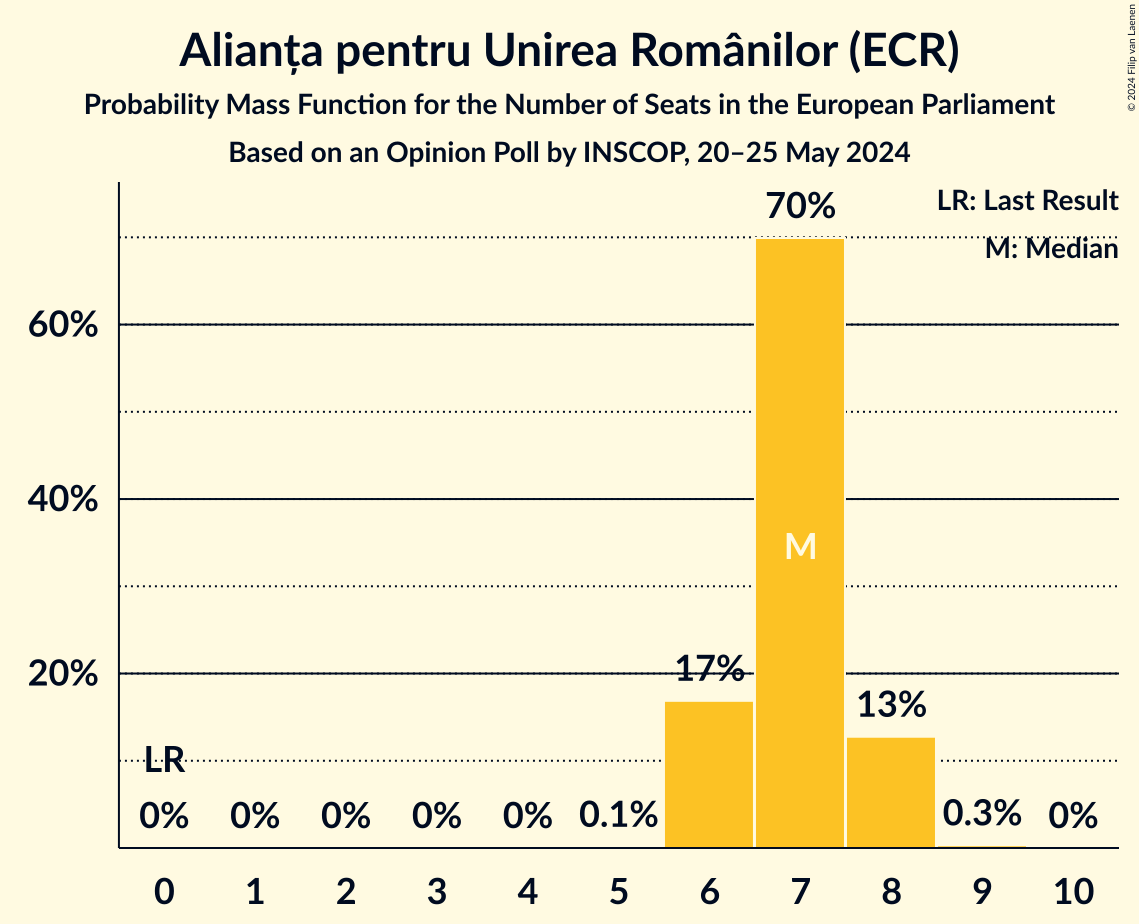 Alianța pentru Unirea Românilor (ECR)
Probability Mass Function for the Number of Seats in the European Parliament
Based on an Opinion Poll by INSCOP, 20–25 May 2024
© 2024 Filip van Laenen
LR: Last Result
M: Median
70%
60%
40%
M
20%
17%
13%
LR
0% 0% 0% 0% 0% 0.1% 0.3% 0%
0 1 2 3 4 5 6 7 8 9 10